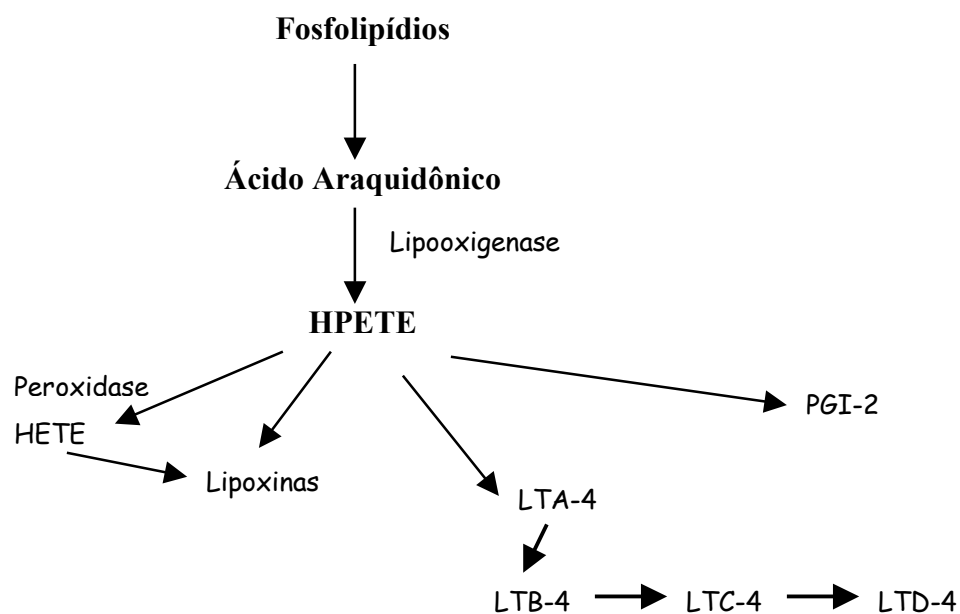 Fosfolipídios
Ácido Araquidônico
Lipooxigenase
HPETE
Peroxidase
HETE
PGI-2
Lipoxinas
LTA-4
LTB-4
LTC-4
LTD-4